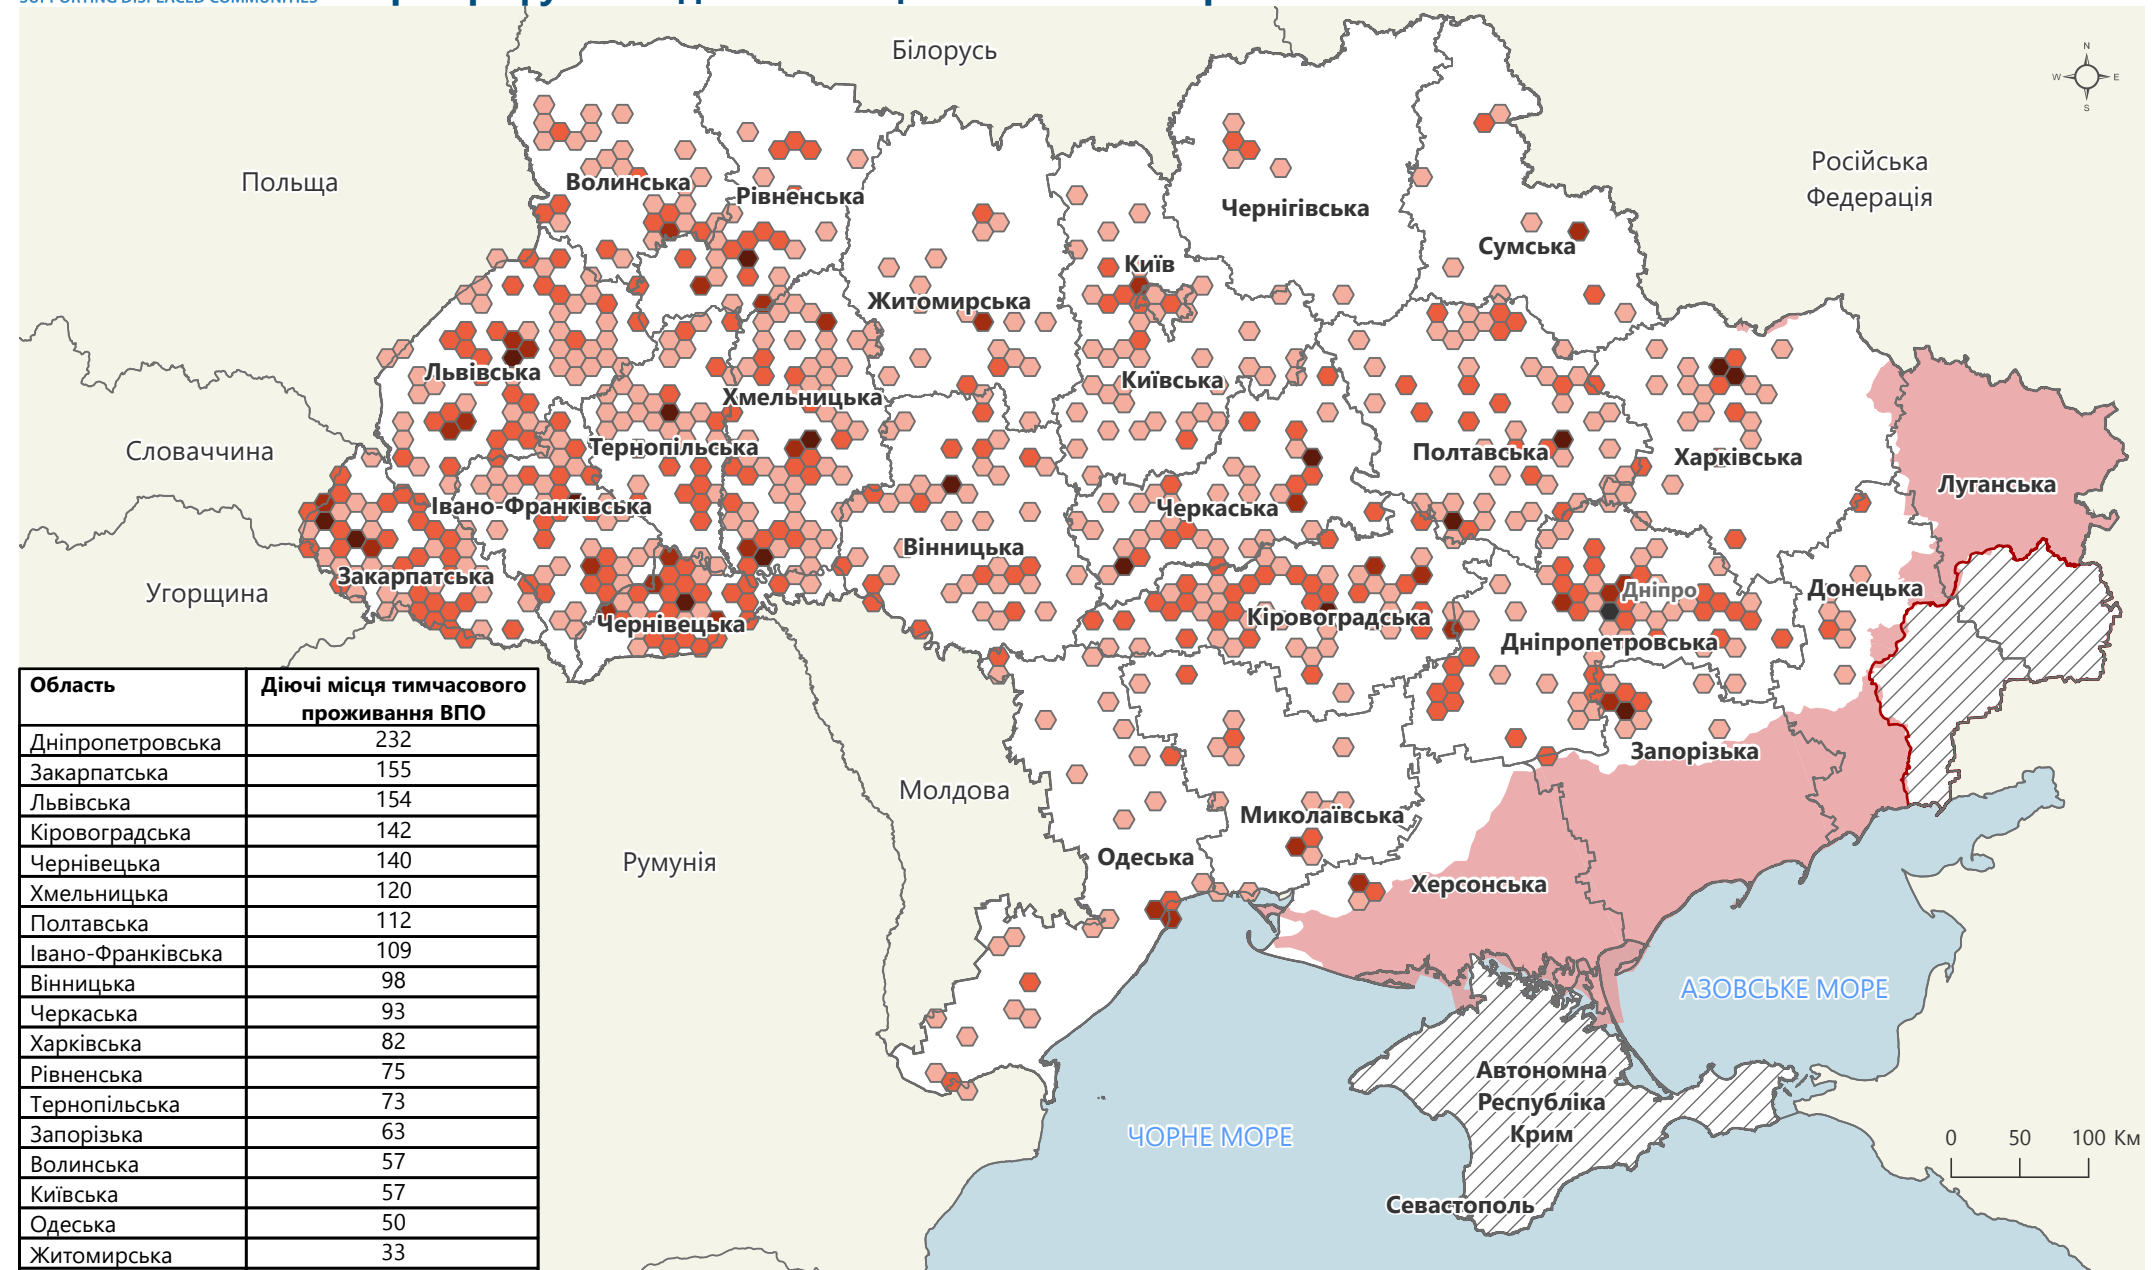 SUPPORTING DISPLACED COMMUNITIES
Білорусь
N
W E
S
Польща
Російська
Федерація
Волинська
Рівненська
Чернігівська
Сумська
Київ
Житомирська
Львівська
Київська
Хмельницька
Словаччина
Тернопільська
Полтавська
Харківська
Луганська
Івано-Франківська
Черкаська
Вінницька
Закарпатська
Угорщина
Дніпро
Донецька
Чернівецька
Кіровоградська
Дніпропетровська
Запорізька
Молдова
Миколаївська
Румунія
Одеська
Херсонська
АЗОВСЬКЕ МОРЕ
Автономна
Республіка
Крим
ЧОРНЕ МОРЕ
Севастополь
0 50 100 Км
Область Діючі місця тимчасового
проживання ВПО
Дніпропетровська 232
Закарпатська 155
Львівська 154
Кіровоградська 142
Чернівецька 140
Хмельницька 120
Полтавська 112
Івано-Франківська 109
Вінницька 98
Черкаська 93
Харківська 82
Рівненська 75
Тернопільська 73
Запорізька 63
Волинська 57
Київська 57
Одеська 50
Житомирська 33